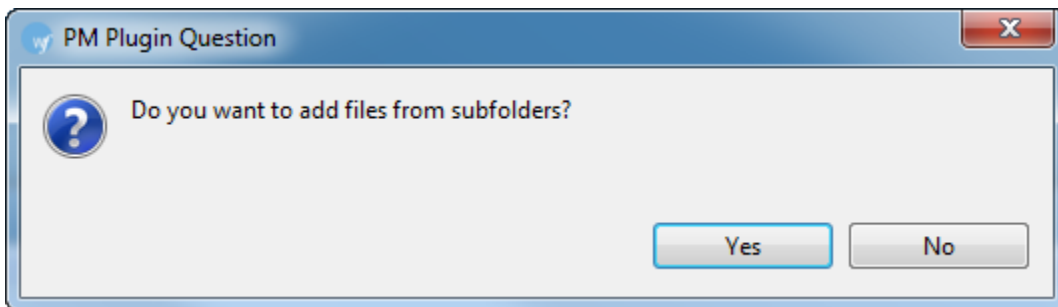 PM Plugin Question
Do you want to add files from subfolders?
Yes
No